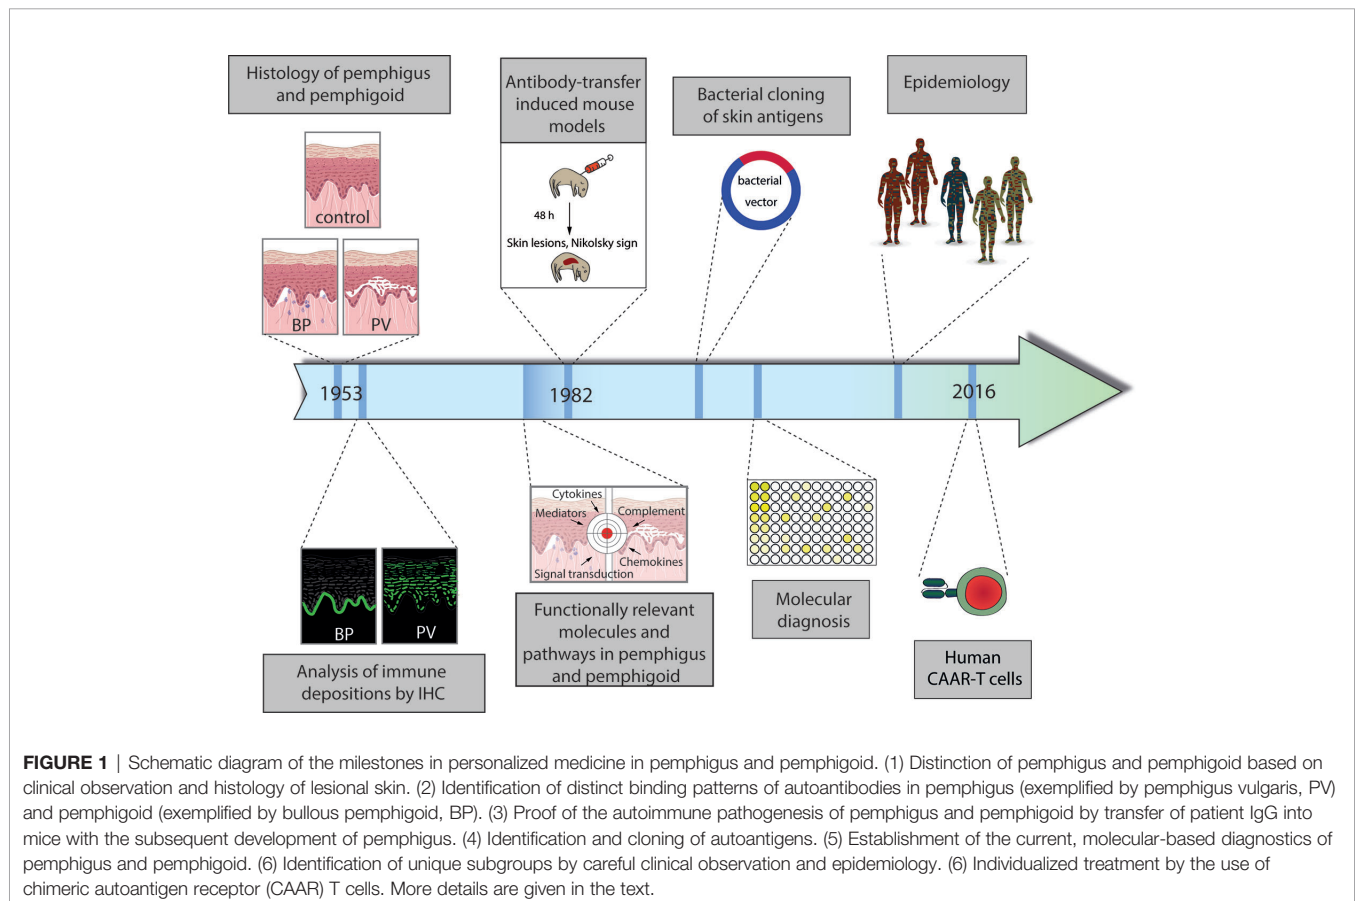 Histology of pemphigus
and pemphigoid
control
BP
PV
Antibody-transfer
induced mouse
models
48 h
Skin lesions, Nikolsky sign
Bacterial cloning
of skin antigens
bacterial
vector
Epidemiology
1953
1982
2016
BP
PV
Analysis of immune
depositions by IHC
Cytokines
Mediators
Complement
Chemokines
Signal transduction
Functionally relevant
molecules and
pathways in pemphigus
and pemphigoid
Molecular
diagnosis
Human
CAAR-T cells
FIGURE 1 | Schematic diagram of the milestones in personalized medicine in pemphigus and pemphigoid. (1) Distinction of pemphigus and pemphigoid based on
clinical observation and histology of lesional skin. (2) Identification of distinct binding patterns of autoantibodies in pemphigus (exemplified by pemphigus vulgaris, PV)
and pemphigoid (exemplified by bullous pemphigoid, BP). (3) Proof of the autoimmune pathogenesis of pemphigus and pemphigoid by transfer of patient IgG into
mice with the subsequent development of pemphigus. (4) Identification and cloning of autoantigens. (5) Establishment of the current, molecular-based diagnostics of
pemphigus and pemphigoid. (6) Identification of unique subgroups by careful clinical observation and epidemiology. (6) Individualized treatment by the use of
chimeric autoantigen receptor (CAAR) T cells. More details are given in the text.